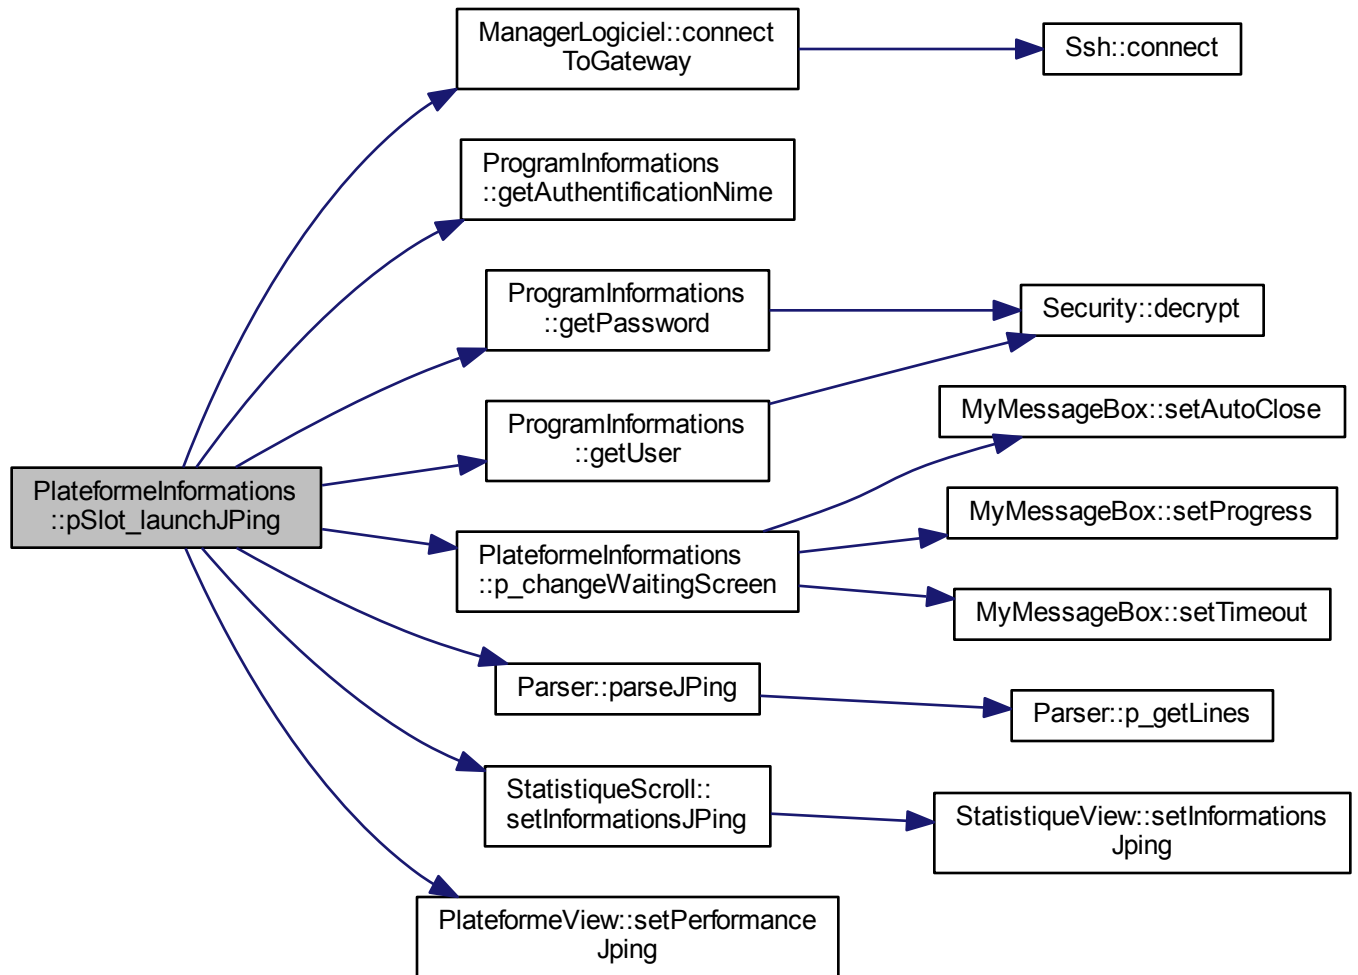 ManagerLogiciel::connect
ToGateway
Ssh::connect
ProgramInformations
::getAuthentificationNime
ProgramInformations
::getPassword
Security::decrypt
MyMessageBox::setAutoClose
ProgramInformations
::getUser
PlateformeInformations
::pSlot_launchJPing
MyMessageBox::setProgress
PlateformeInformations
::p_changeWaitingScreen
MyMessageBox::setTimeout
Parser::parseJPing
Parser::p_getLines
StatistiqueScroll::
setInformationsJPing
StatistiqueView::setInformations
Jping
PlateformeView::setPerformance
Jping